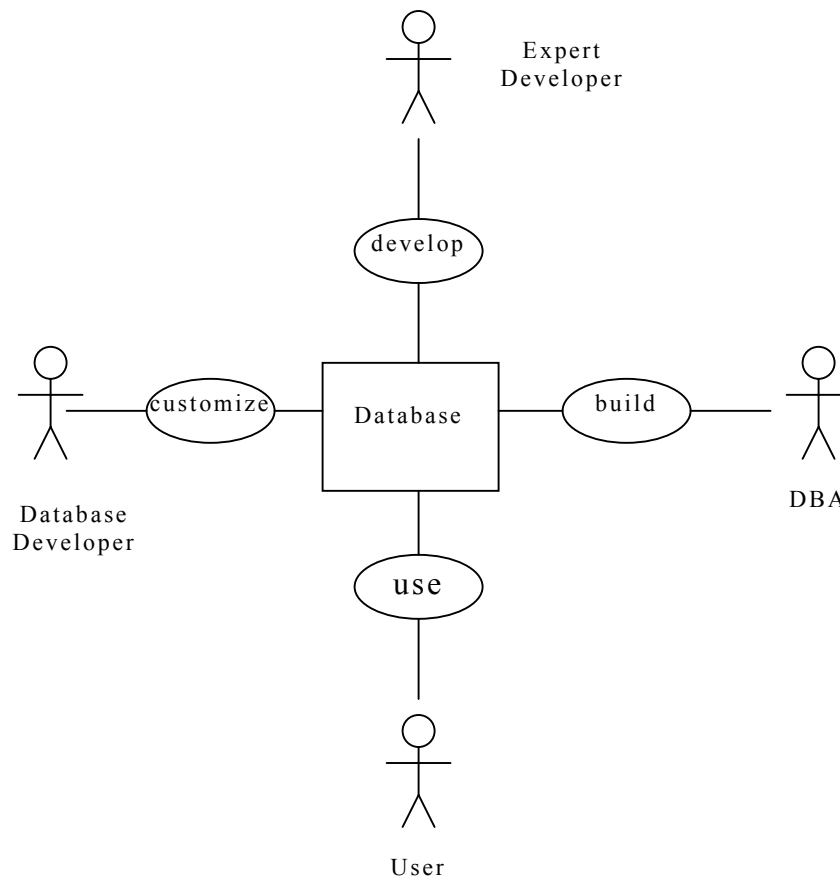 Expert
Developer
develop
customize
Database
build
Database
Developer
DBA
use
User